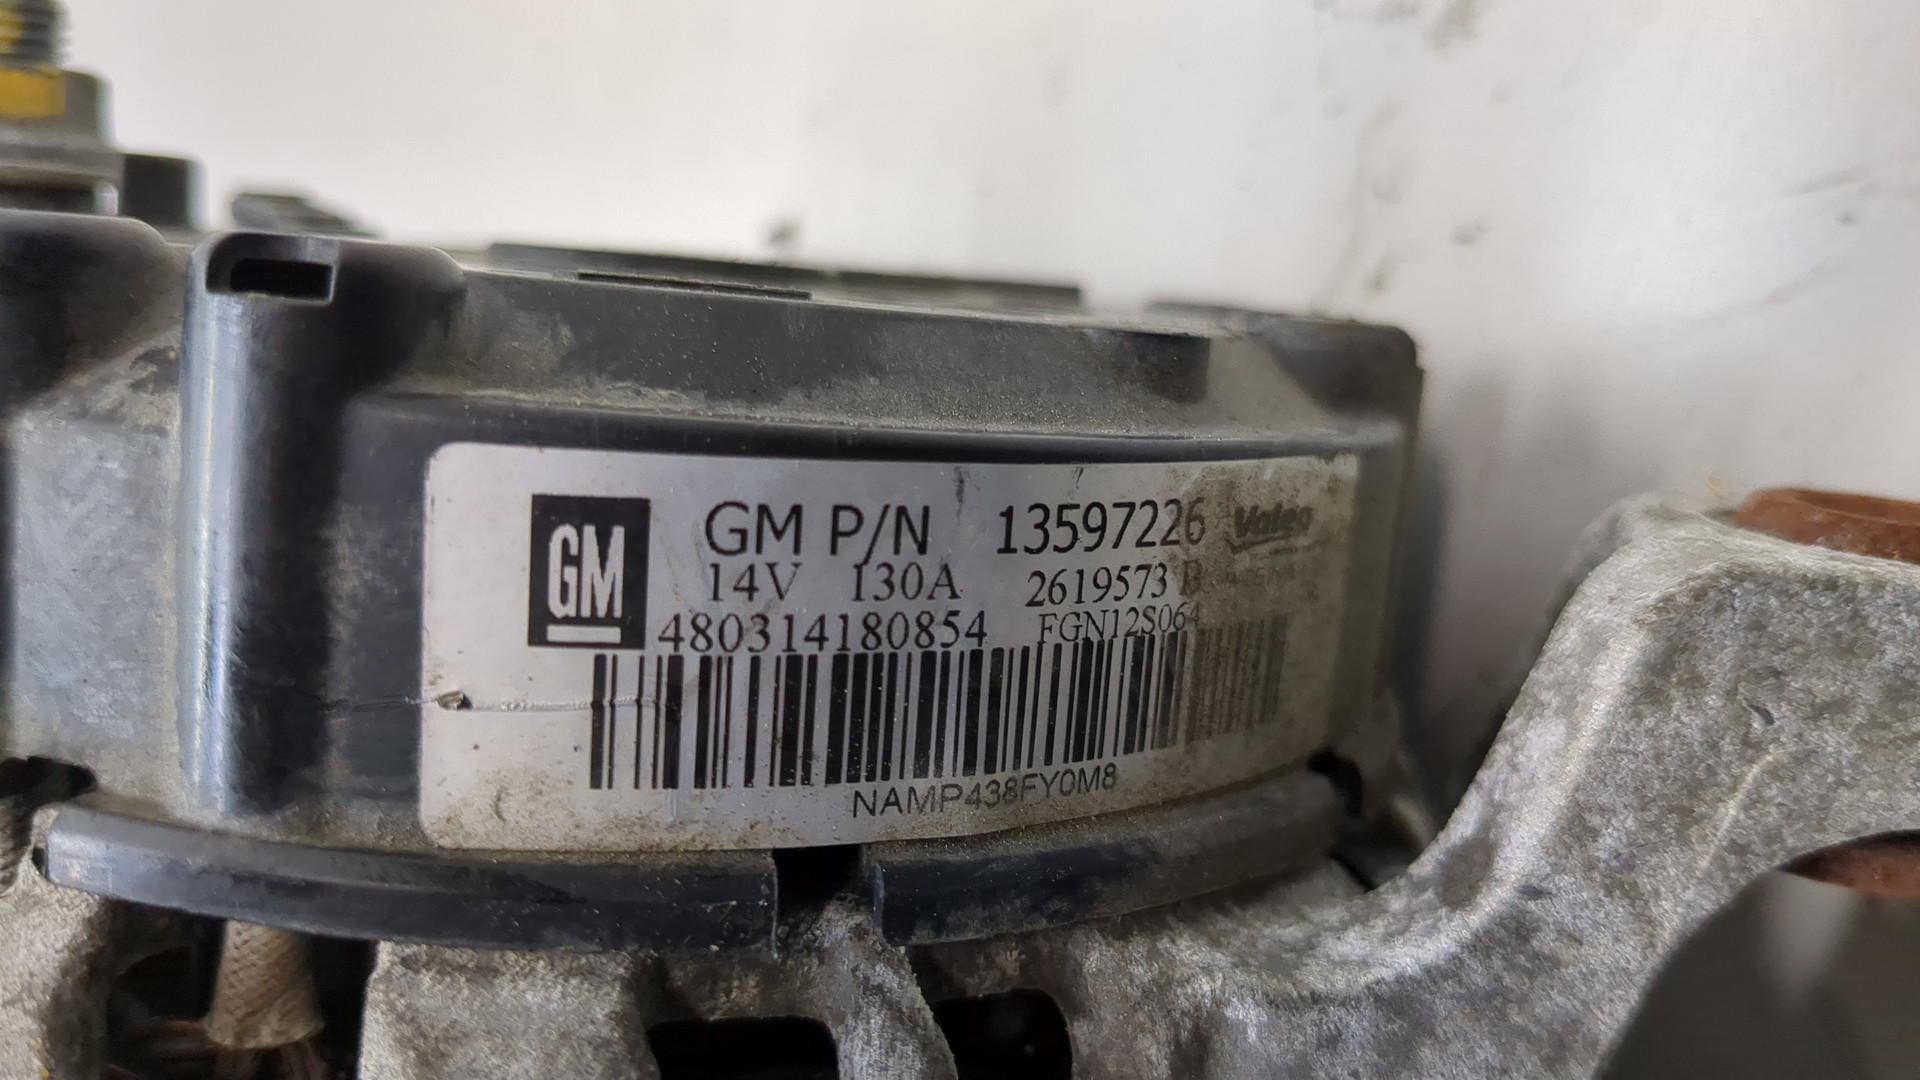 GM
GM P/N 13597226 Valeo
14V 130A 2619573 B
480314180854 FGN12S064
NAMP438FY0M8